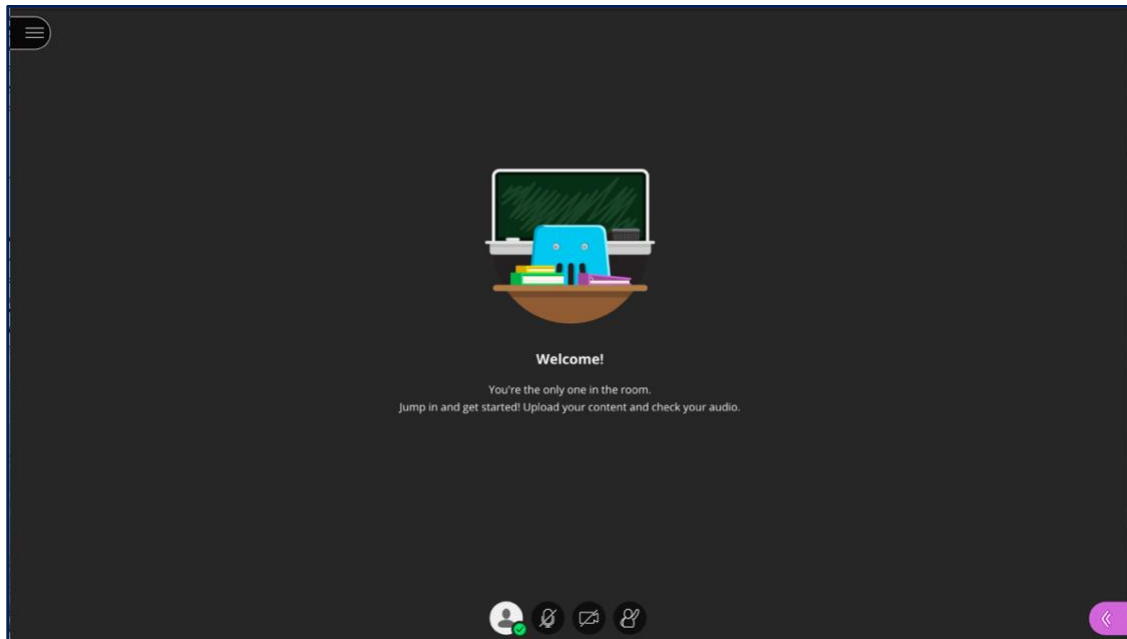 Welcome!
You're the only one in the room.
Jump in and get started! Upload your content and check your audio.